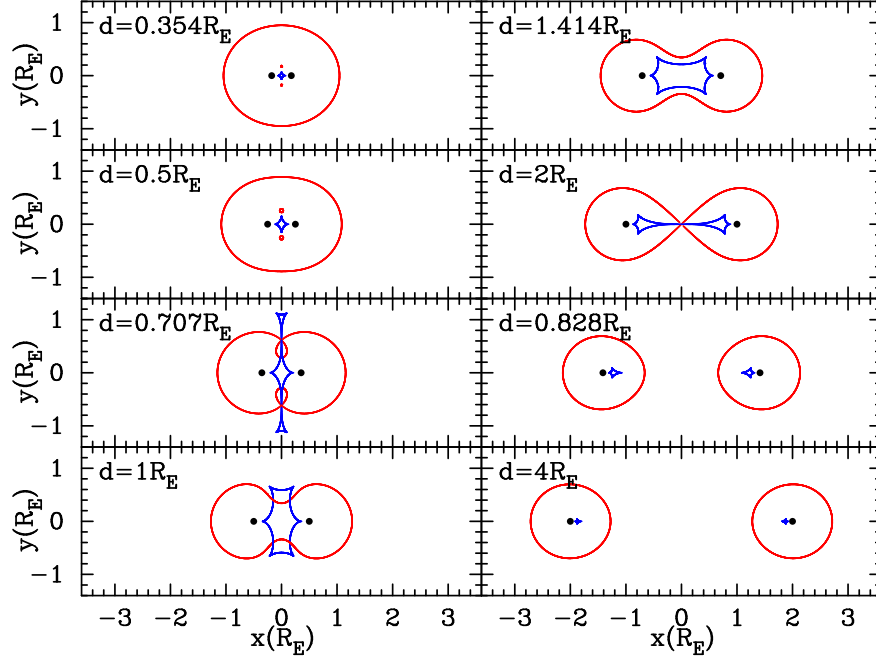 d=0.354R_E
d=1.414R_E
d=0.5R_E
d=2R_E
d=0.707R_E
d=0.828R_E
d=1R_E
d=4R_E
y(R_E)
1
0
−1
y(R_E)
1
0
−1
y(R_E)
1
0
−1
y(R_E)
1
0
−1
−3 −2 −1 0 1 2 3
−3 −2 −1 0 1 2 3
x(R_E)
x(R_E)